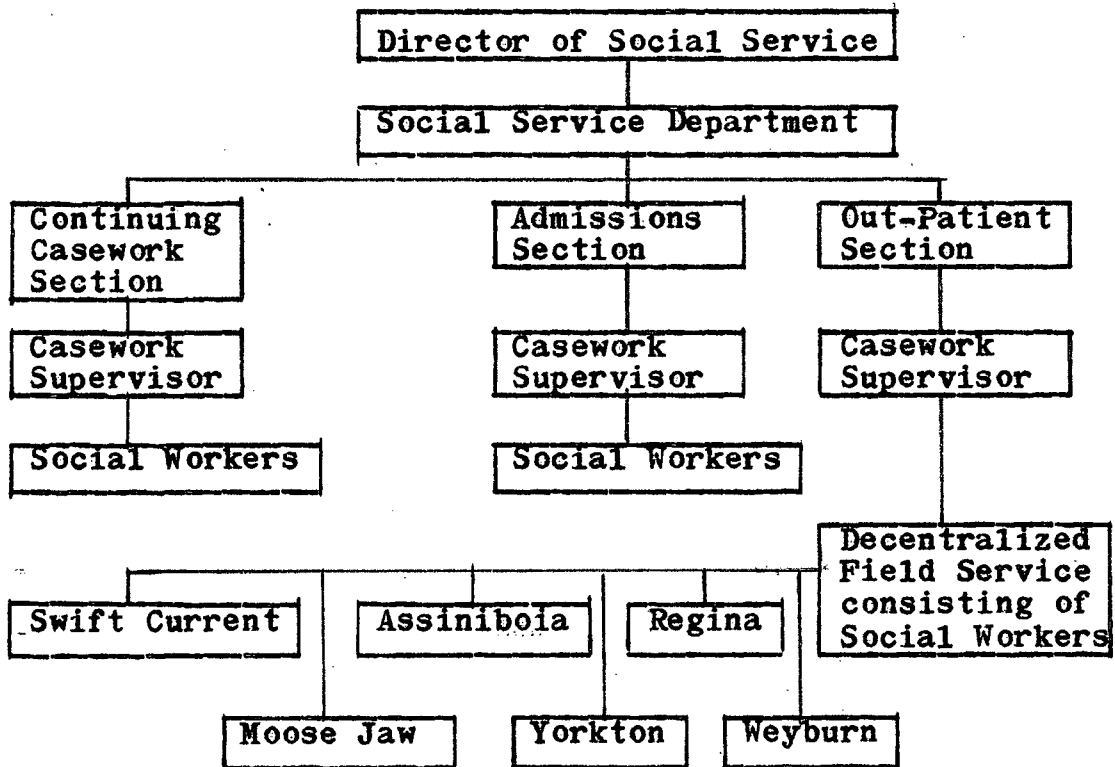 Director of Social Service
Social Service Department
Continuing
Casework
Section
Admissions
Section
Out-Patient
Section
Casework
Supervisor
Casework
Supervisor
Casework
Supervisor
Social Workers
Social Workers
Decentralized
Field Service
consisting of
Social Workers
Swift Current
Assiniboia
Regina
Moose Jaw
Yorkton
Weyburn